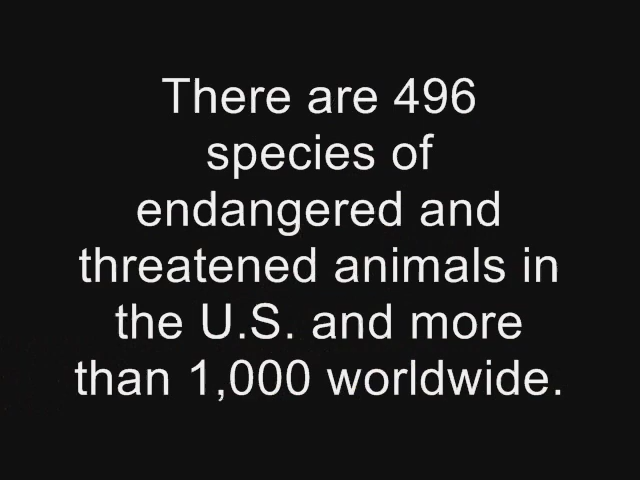 There are 496
species of
endangered and
threatened animals in
the U.S. and more
than 1,000 worldwide.